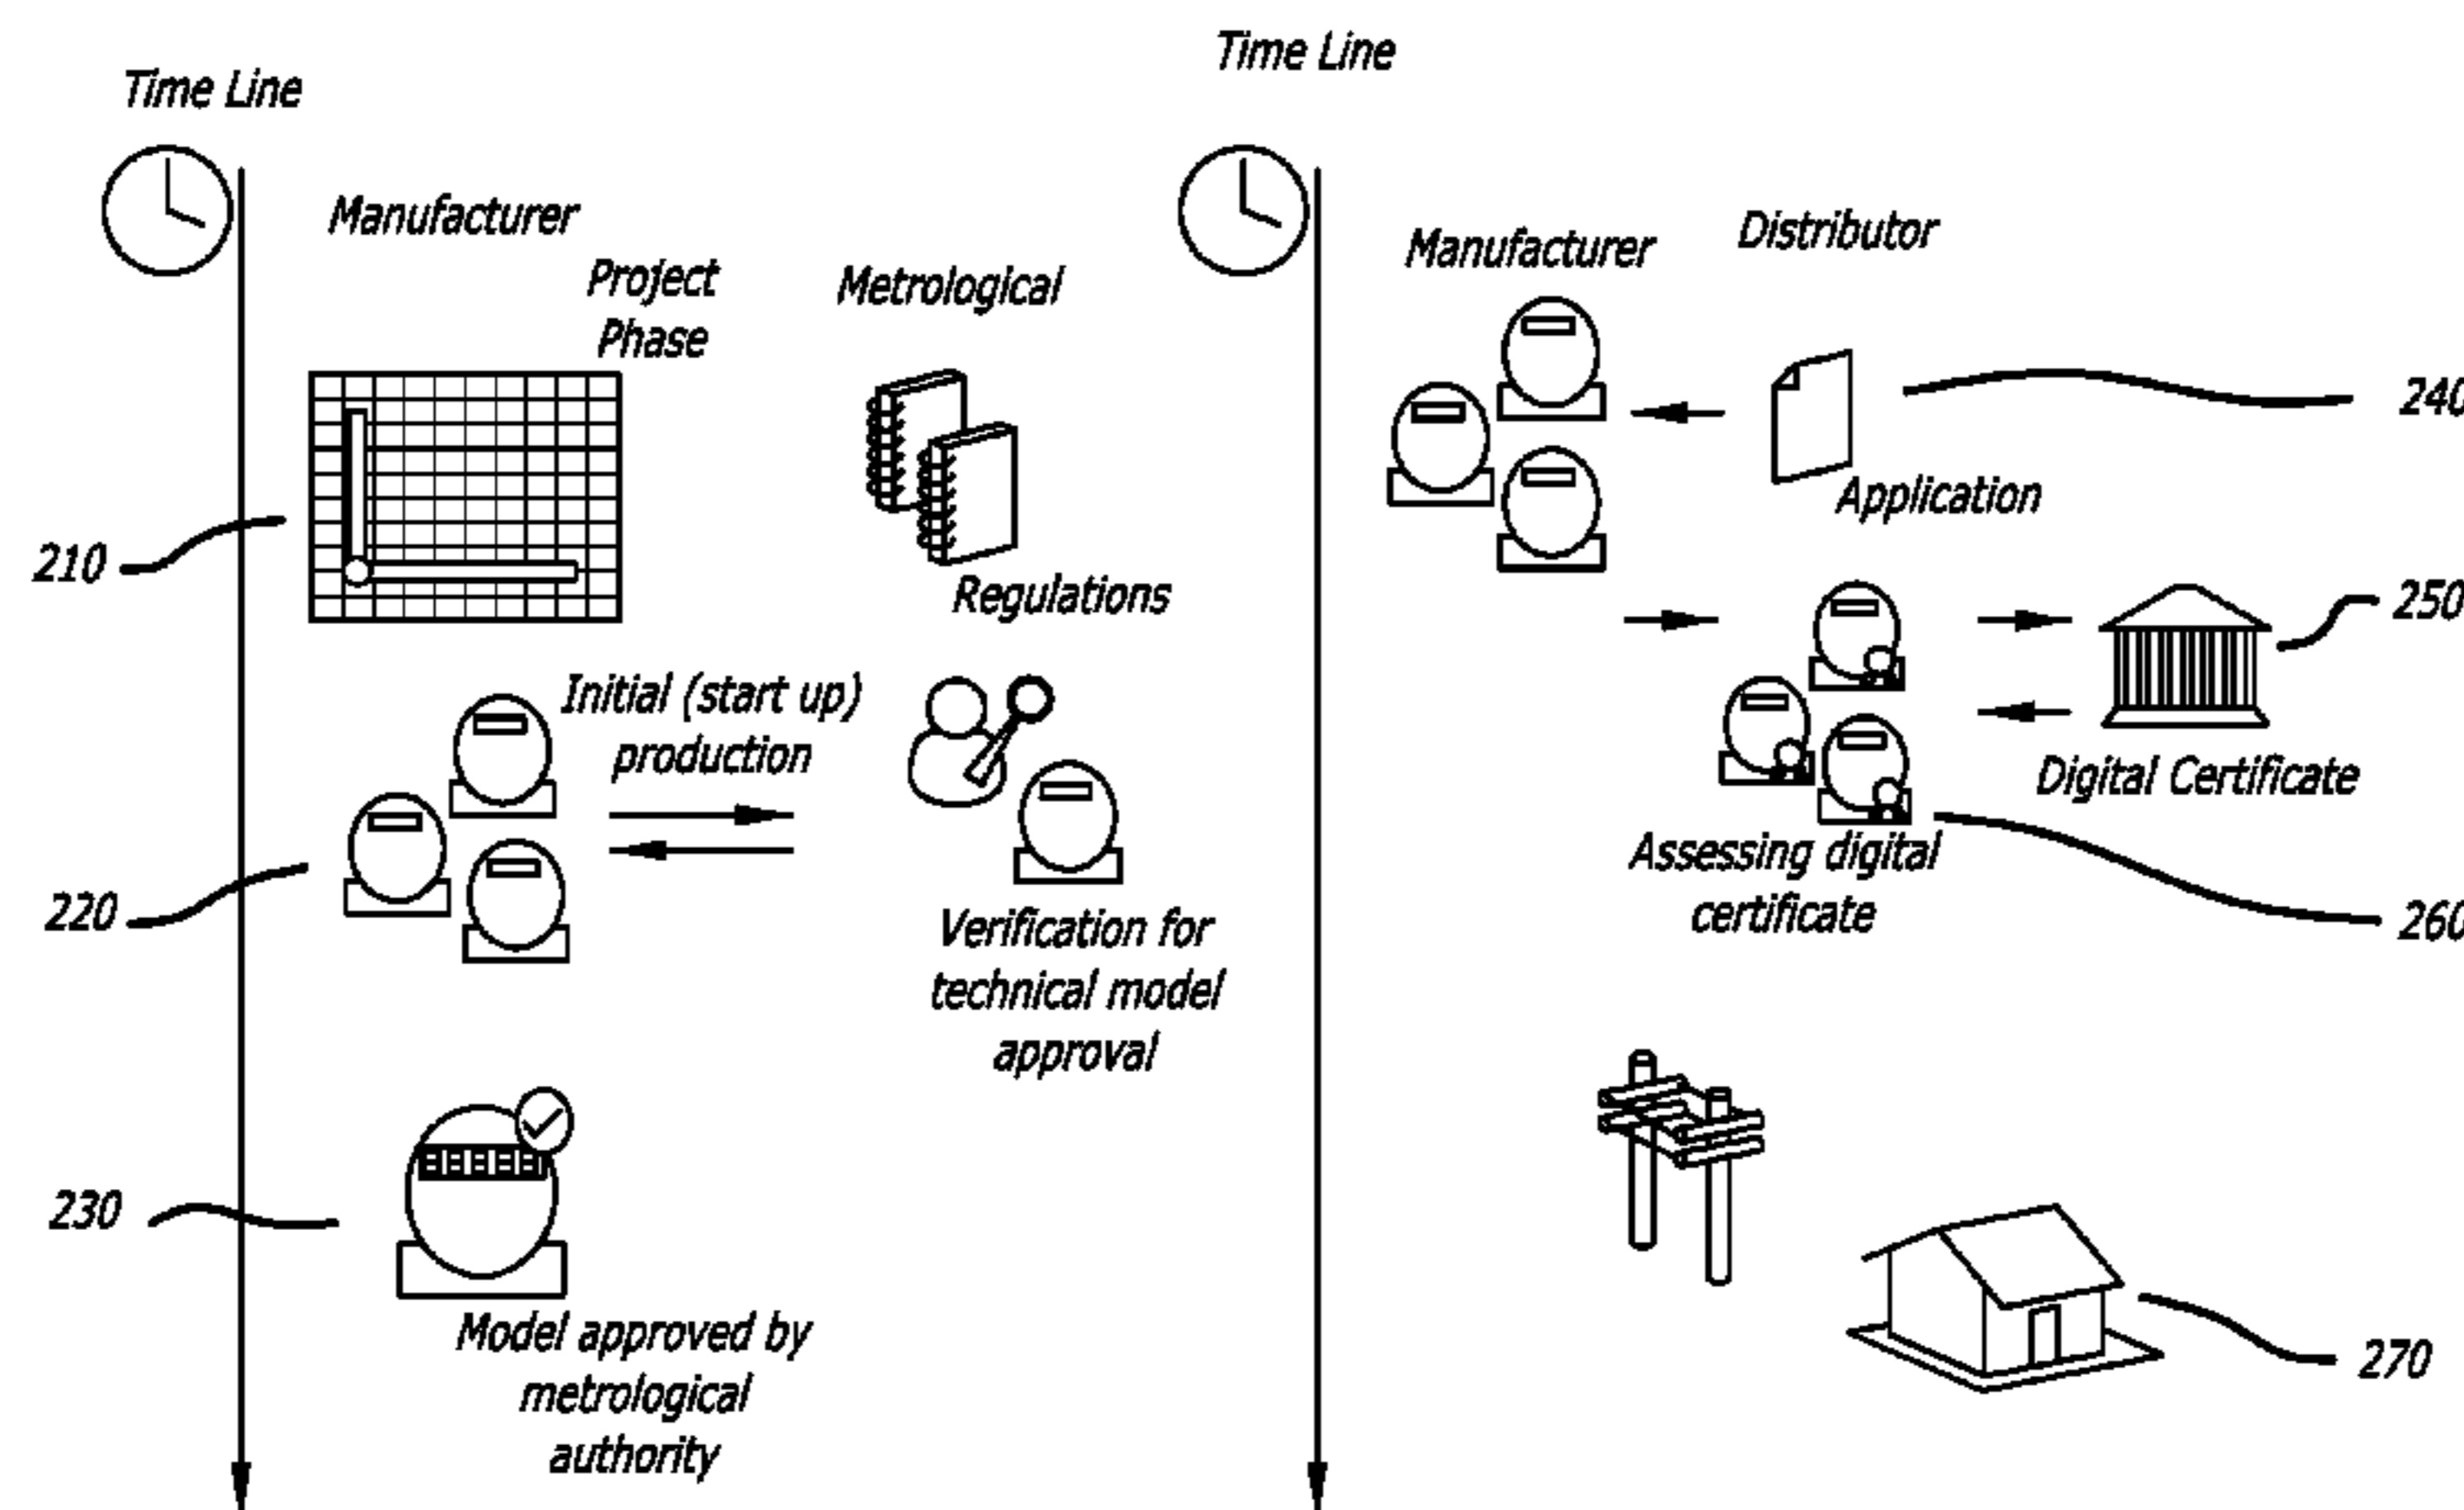 Time Line
Manufacturer
Project
Phase
Metrological
210
Regulations
Initial (start up)
production
220
Verification for
technical model
approval
230
Model approved by
metrological
authority
Time Line
Manufacturer
Distributor
240
Application
250
Digital Certificate
Assessing digital
certificate
260
270